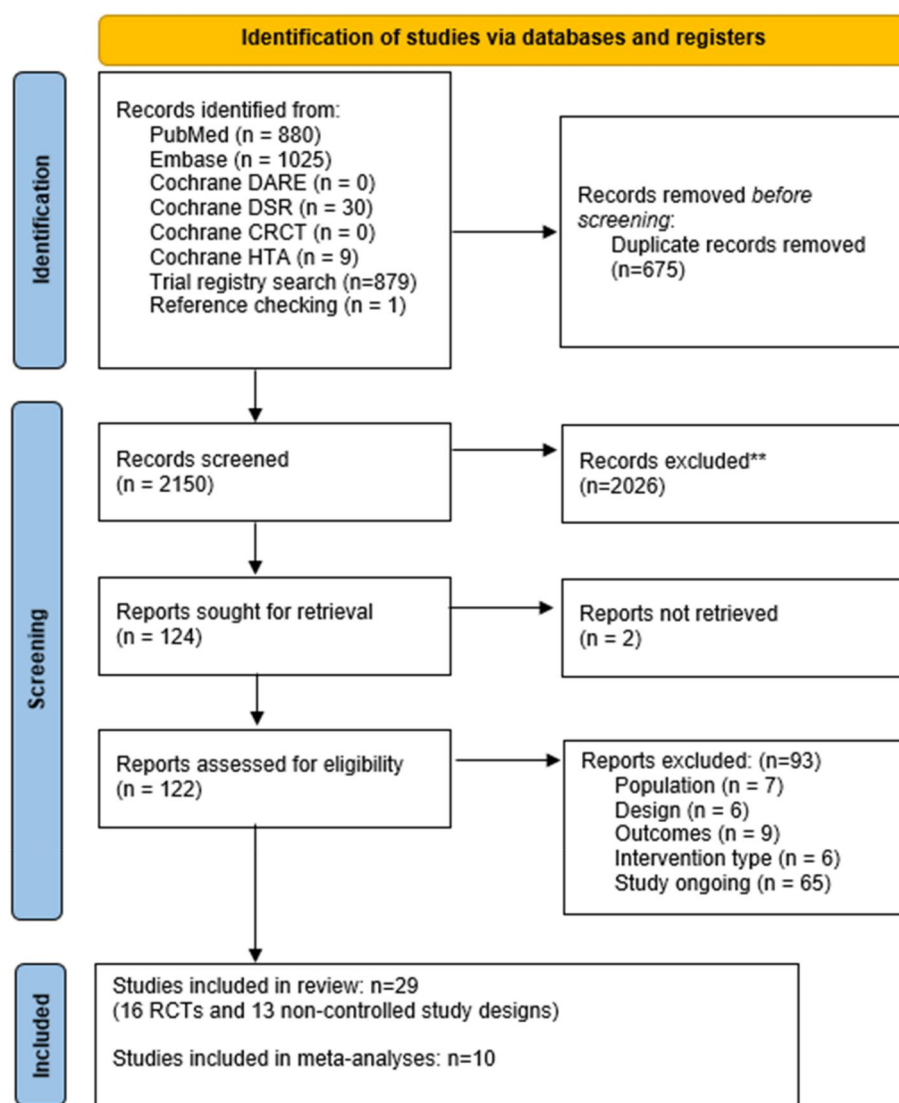 Identification of studies via databases and registers
Identification
Records identified from:
PubMed (n = 880)
Embase (n = 1025)
Cochrane DARE (n = 0)
Cochrane DSR (n = 30)
Cochrane CRCT (n = 0)
Cochrane HTA (n = 9)
Trial registry search (n=879)
Reference checking (n = 1)
Records removed before
screening:
Duplicate records removed
(n=675)
Screening
Records screened
(n = 2150)
Records excluded**
(n=2026)
Reports sought for retrieval
(n = 124)
Reports not retrieved
(n = 2)
Reports assessed for eligibility
(n = 122)
Reports excluded: (n=93)
Population (n = 7)
Design (n = 6)
Outcomes (n = 9)
Intervention type (n = 6)
Study ongoing (n = 65)
Included
Studies included in review: n=29
(16 RCTs and 13 non-controlled study designs)
Studies included in meta-analyses: n=10